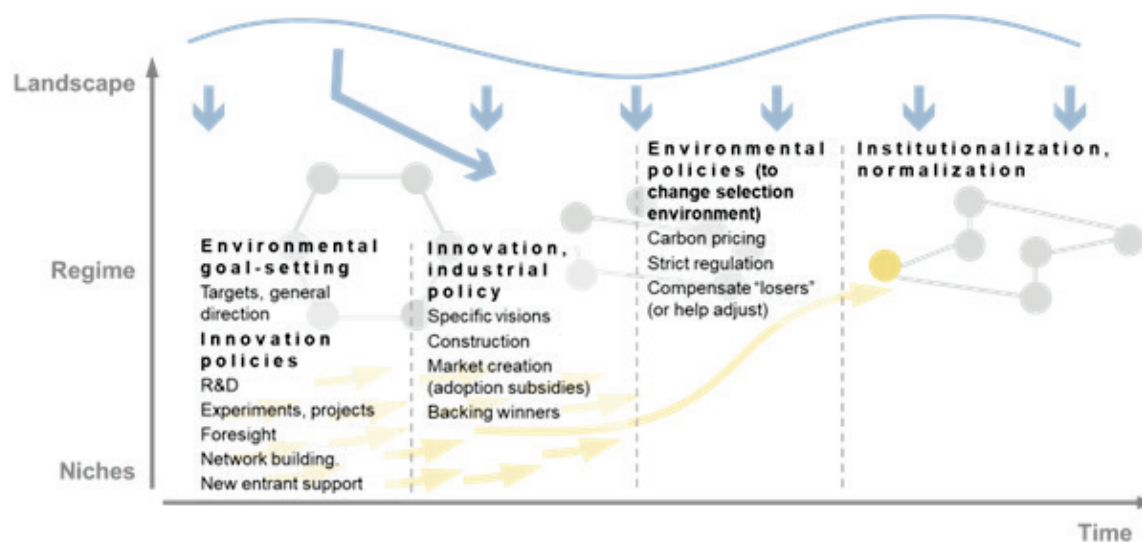 Landscape
Regime
Niches
Environmental
goal-setting
Targets, general
direction
Innovation
policies
R&D
Experiments, projects
Foresight
Network building.
New entrant support
Innovation,
industrial
policy
Specific visions
Construction
Market creation
(adoption subsidies)
Backing winners
Environmental
policies (to
change selection
environment)
Carbon pricing
Strict regulation
Compensate “losers”
(or help adjust)
Institutionalization,
normalization
Time